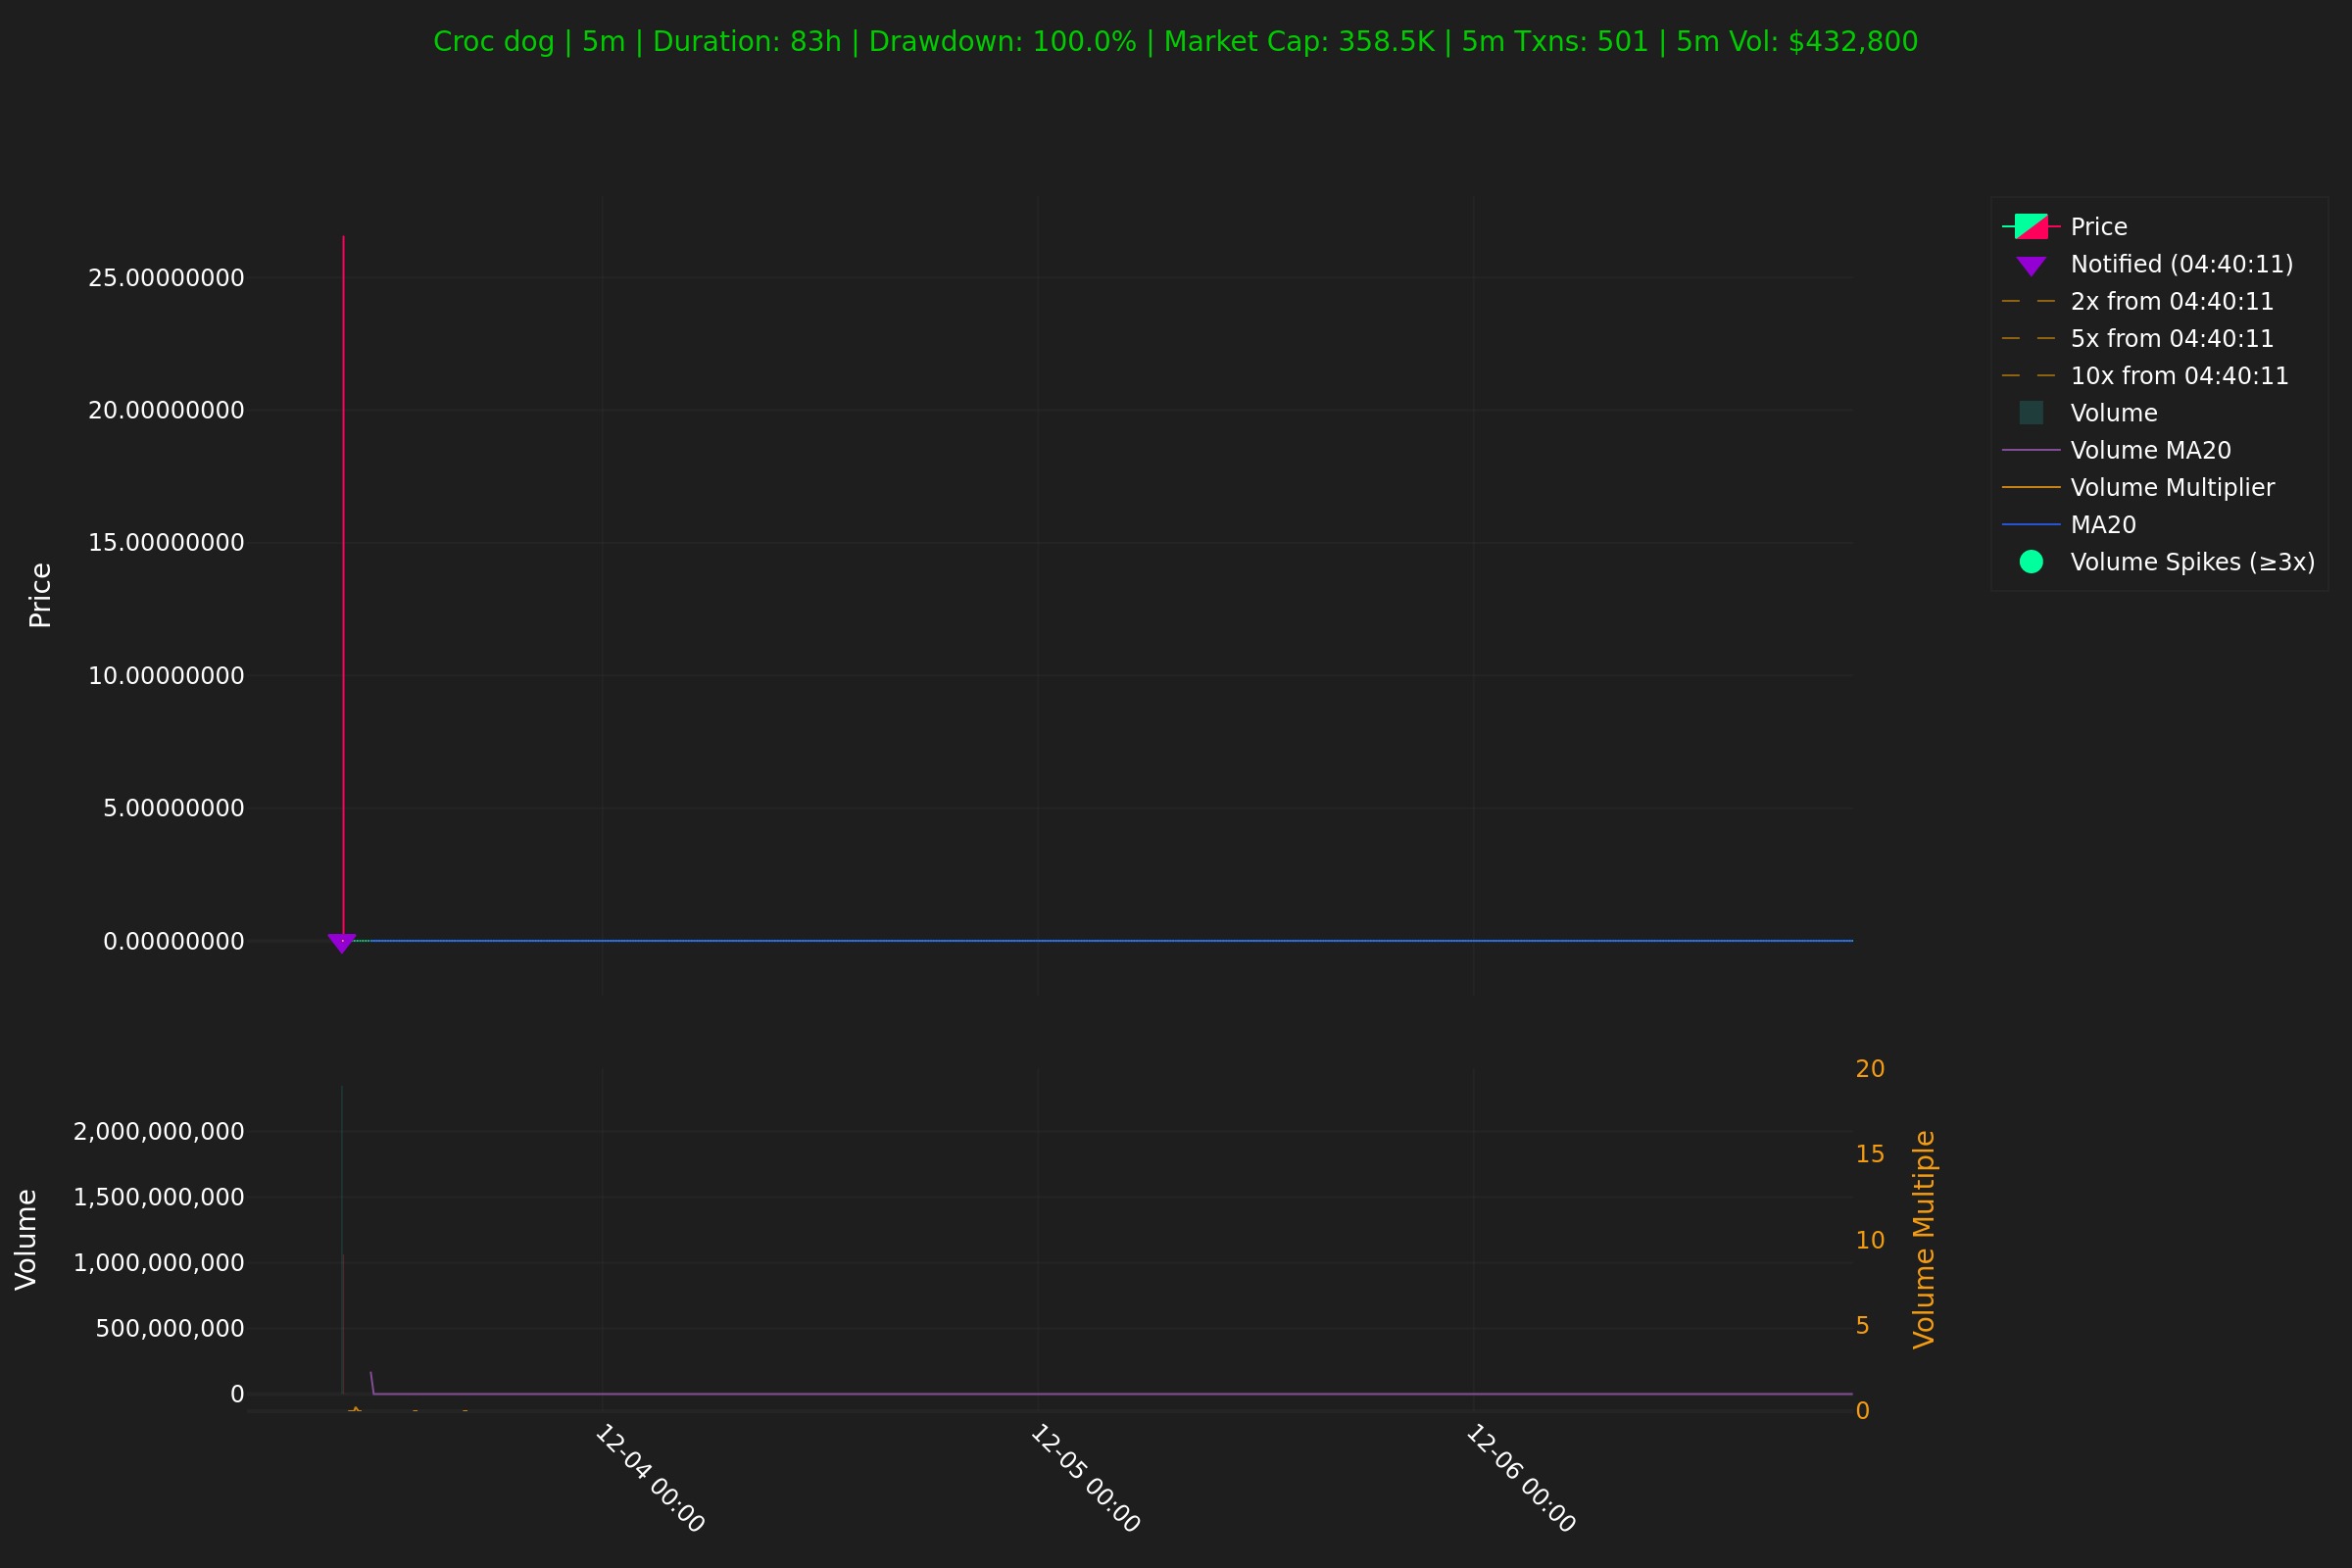 Croc dog | 5m | Duration: 83h | Drawdown: 100.0% | Market Cap: 358.5K | 5m Txns: 501 | 5m Vol: $432,800
Price
25.00000000
20.00000000
15.00000000
10.00000000
5.00000000
0.00000000
Price
Notified (04:40:11)
2x from 04:40:11
5x from 04:40:11
10x from 04:40:11
Volume
Volume MA20
Volume Multiplier
MA20
Volume Spikes (≥3x)
Volume
2,000,000,000
1,500,000,000
1,000,000,000
500,000,000
0
20
15
10
5
0
Volume Multiple
12-04 00:00
12-05 00:00
12-06 00:00